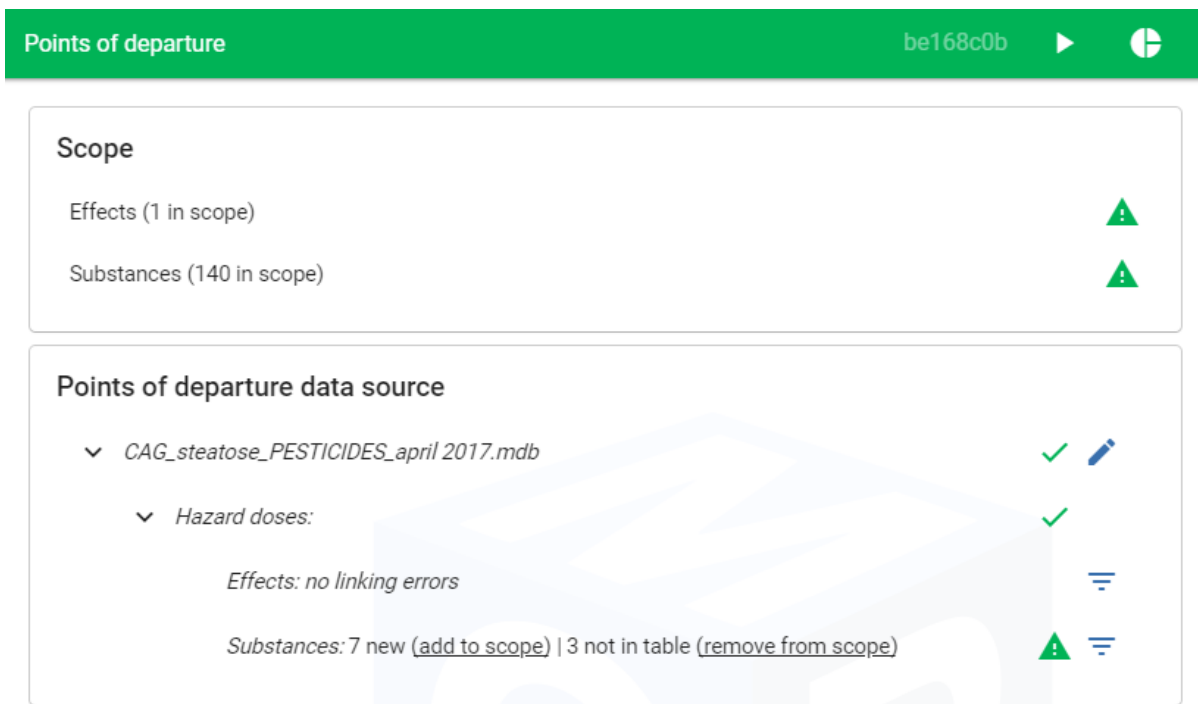 Points of departure be168c0b
Scope
Effects (1 in scope)
Substances (140 in scope)
Points of departure data source
CAG_steatose_PESTICIDES_april 2017.mdb
Hazard doses:
Effects: no linking errors
Substances: 7 new (add to scope) | 3 not in table (remove from scope)